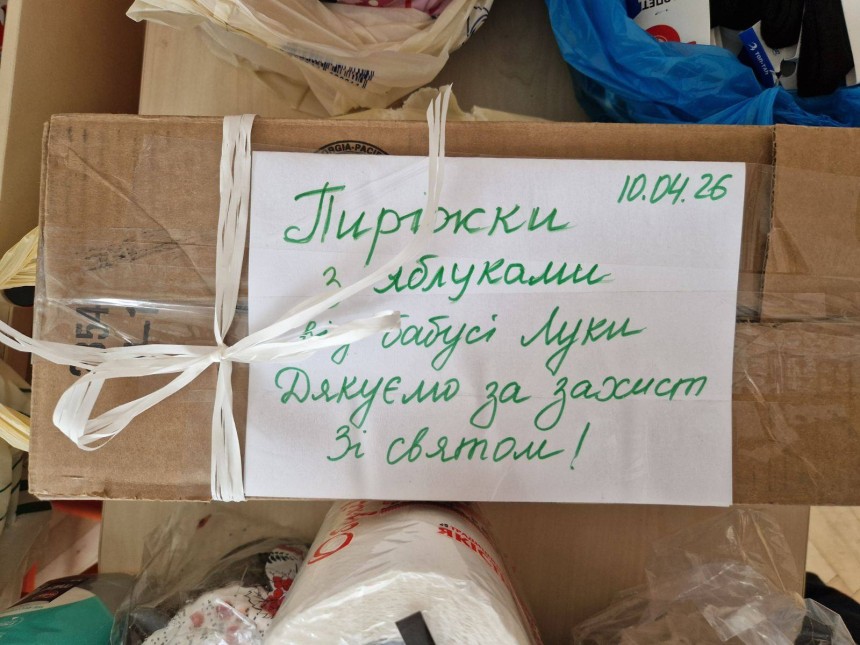 10.04.26
Пиріжки
з яблуками
від бабусі Луки
Дякуємо за захист
Зі святом!